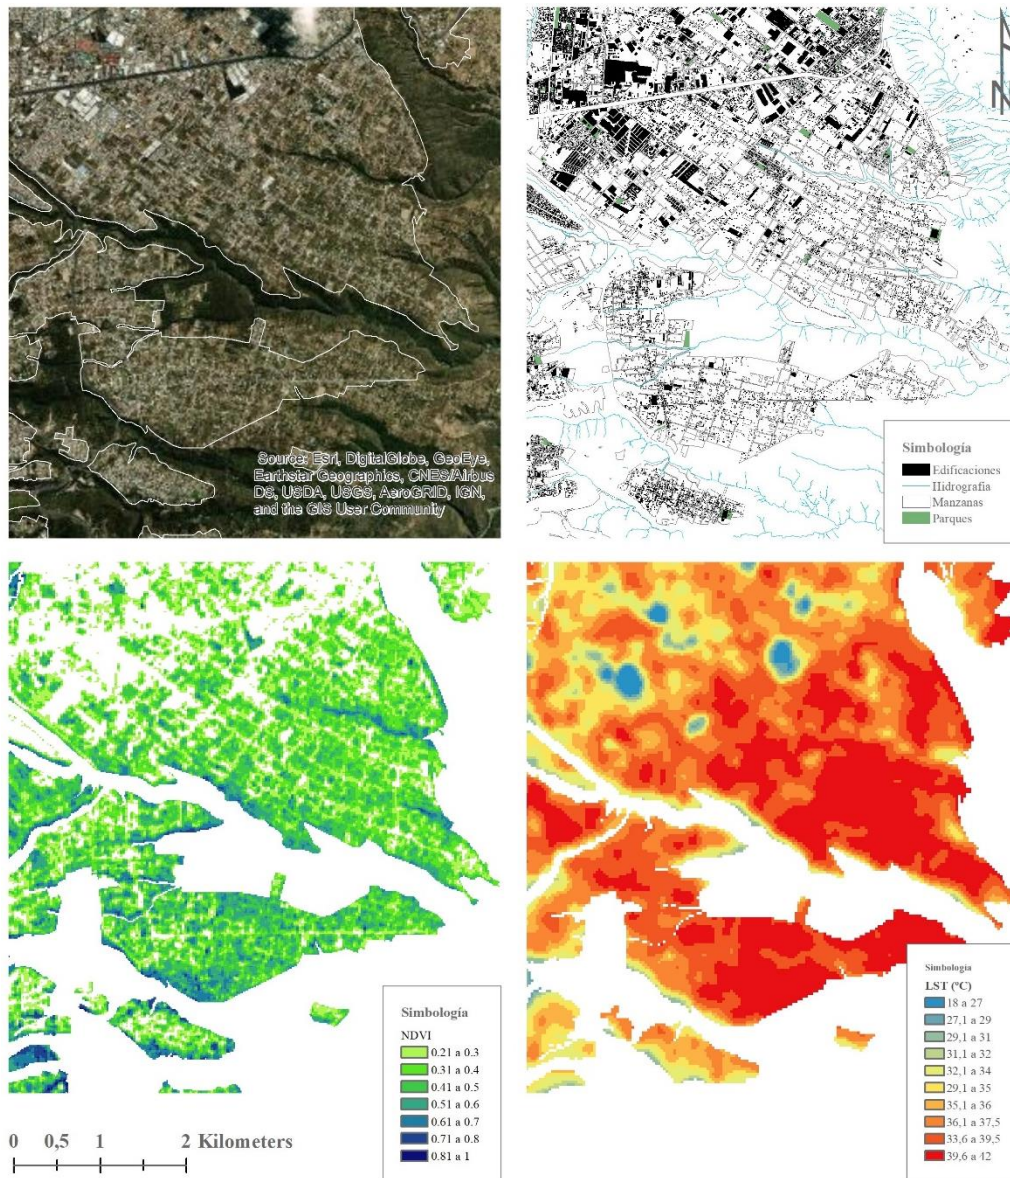 Source: Esri, DigitalGlobe, GeoEye,
Earthstar Geographics, CNES/Airbus
DS, USDA, USGS, AeroGRID, IGN,
and the GIS User Community
N
Simbología
Edificaciones
Hidrografía
Manzanas
Parques
Simbología
NDVI
0.21 a 0.3
0.31 a 0.4
0.41 a 0.5
0.51 a 0.6
0.61 a 0.7
0.71 a 0.8
0.81 a 1
Simbología
LST (°C)
18 a 27
27,1 a 29
29,1 a 31
31,1 a 32
32,1 a 34
29,1 a 35
35,1 a 36
36,1 a 37,5
33,6 a 39,5
39,6 a 42
0 0,5 1 2 Kilometers